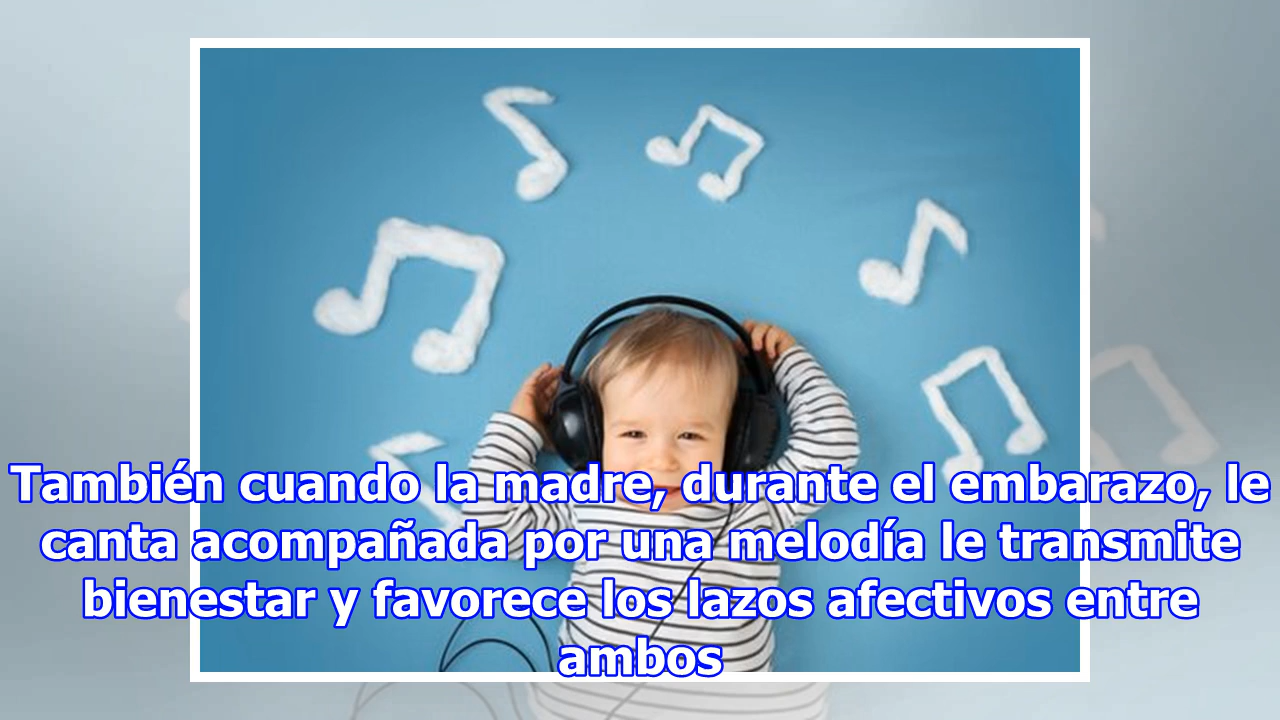 También cuando la madre, durante el embarazo, le
canta acompañada por una melodía le transmite
bienestar y favorece los lazos afectivos entre
ambos